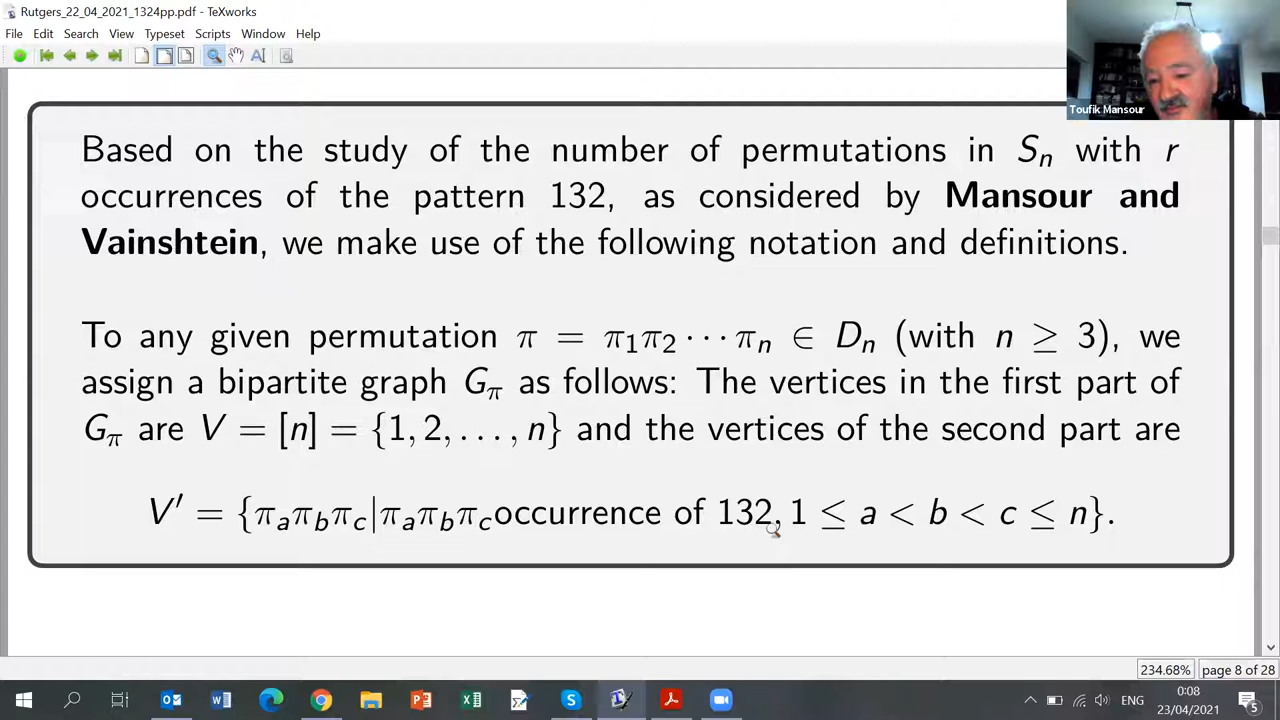 Rutgers_22_04_2021_1324pp.pdf - TeXworks
File Edit Search View Typeset Scripts Window Help
Toufik Mansour
Based on the study of the number of permutations in Sₙ with r
occurrences of the pattern 132, as considered by Mansour and
Vainshtein, we make use of the following notation and definitions.
To any given permutation π = π₁π₂ ⋯ πₙ ∈ Dₙ (with n ≥ 3), we
assign a bipartite graph G_π as follows: The vertices in the first part of
G_π are V = [n] = {1, 2, . . . , n} and the vertices of the second part are
V′ = {π_aπ_bπ_c|π_aπ_bπ_coccurrence of 132, 1 ≤ a < b < c ≤ n}.
234.68% page 8 of 28
ENG
0:08
23/04/2021
5